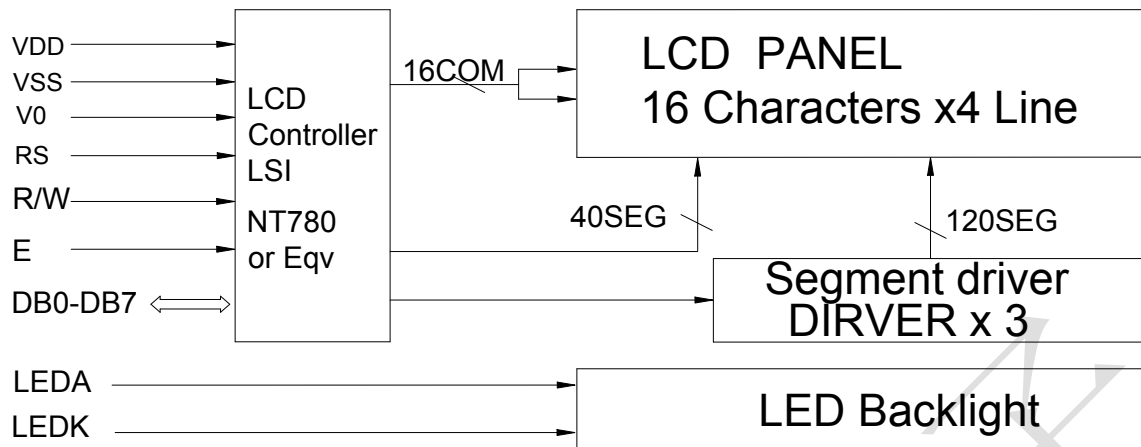 VDD
VSS
V0
RS
R/W
E
DB0-DB7
LEDA
LEDK
LCD
Controller
LSI
NT780
or Eqv
16COM
40SEG
120SEG
LCD PANEL
16 Characters x4 Line
Segment driver
DIRVER x 3
LED Backlight